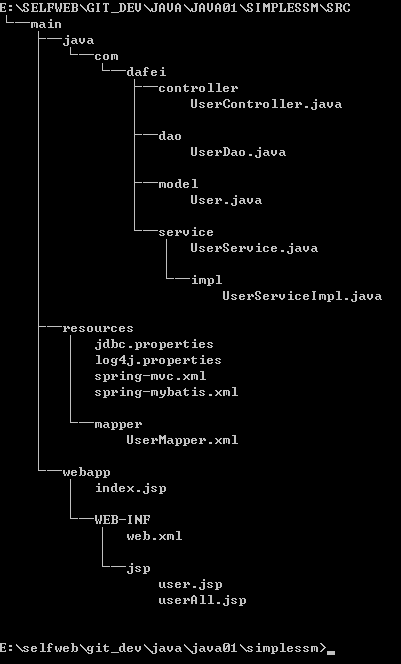 E:\SELFWEB\GIT_DEV\JAVA\JAVA01\SIMPLESSM\SRC
└──main
    ├──java
    │  └──com
    │      └──dafei
    │          ├──controller
    │          │      UserController.java
    │          │
    │          ├──dao
    │          │      UserDao.java
    │          │
    │          ├──model
    │          │      User.java
    │          │
    │          └──service
    │              │  UserService.java
    │              │
    │              └──impl
    │                      UserServiceImpl.java
    │
    ├──resources
    │  │  jdbc.properties
    │  │  log4j.properties
    │  │  spring-mvc.xml
    │  │  spring-mybatis.xml
    │  │
    │  └──mapper
    │          UserMapper.xml
    │
    └──webapp
        │  index.jsp
        │
        └──WEB-INF
            │  web.xml
            │
            └──jsp
                    user.jsp
                    userAll.jsp

E:\selfweb\git_dev\java\java01\simplessm>_